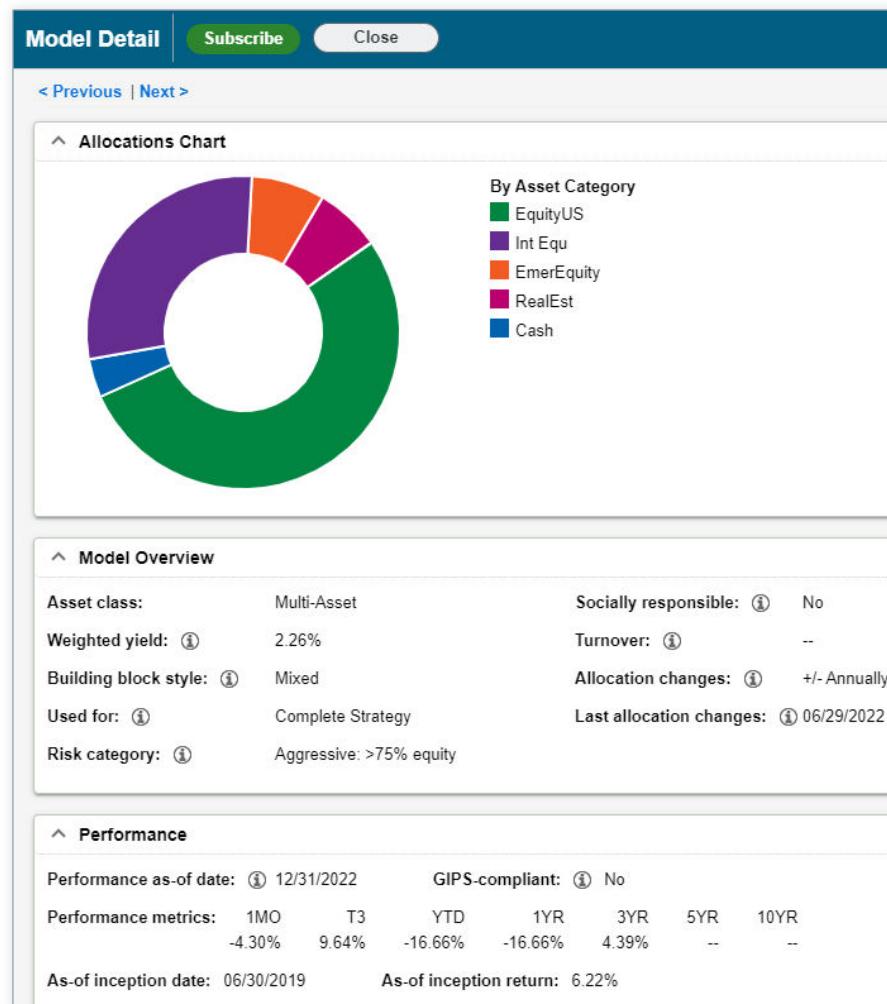 Model Detail Subscribe Close
< Previous | Next >
Allocations Chart
By Asset Category
EquityUS
Int Equ
EmerEquity
RealEst
Cash
Model Overview
Asset class: Multi-Asset Socially responsible: No
Weighted yield: 2.26% Turnover: --
Building block style: Mixed Allocation changes: +/- Annually
Used for: Complete Strategy Last allocation changes: 06/29/2022
Risk category: Aggressive: >75% equity
Performance
Performance as-of date: 12/31/2022 GIPS-compliant: No
Performance metrics: 1MO T3 YTD 1YR 3YR 5YR 10YR
-4.30% 9.64% -16.66% -16.66% 4.39% -- --
As-of inception date: 06/30/2019 As-of inception return: 6.22%